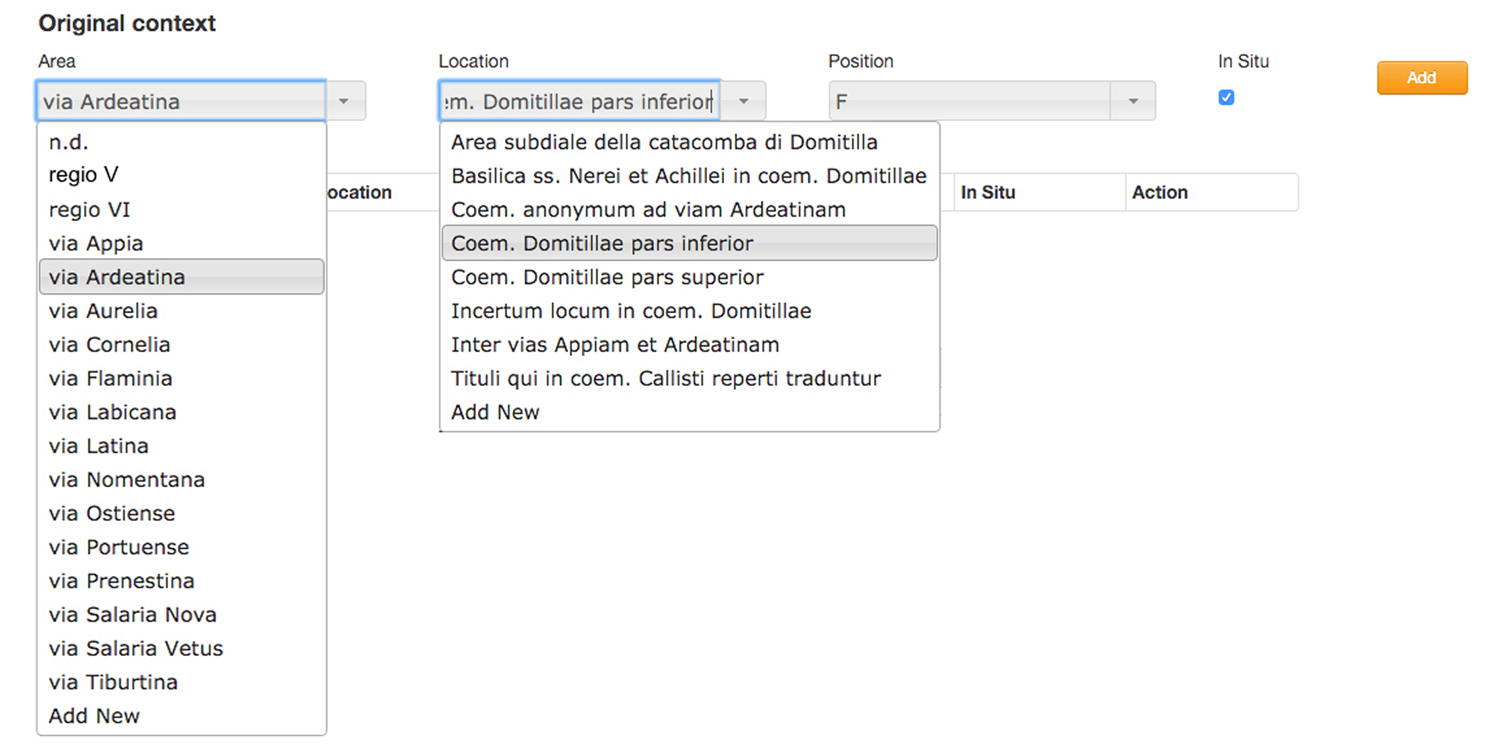 Original context
Area Location Position In Situ
Add
via Ardeatina :m. Domitillae pars inferior F
n.d.
regio V
regio VI
via Appia
via Ardeatina
via Aurelia
via Cornelia
via Flaminia
via Labicana
via Latina
via Nomentana
via Ostiense
via Portuense
via Prenestina
via Salaria Nova
via Salaria Vetus
via Tiburtina
Add New
Area subdiale della catacomba di Domitilla
Basilica ss. Nerei et Achillei in coem. Domitillae
Coem. anonymum ad viam Ardeatinam
Coem. Domitillae pars inferior
Coem. Domitillae pars superior
Incertum locum in coem. Domitillae
Inter vias Appiam et Ardeatinam
Tituli qui in coem. Callisti reperti traduntur
Add New
ocation In Situ Action